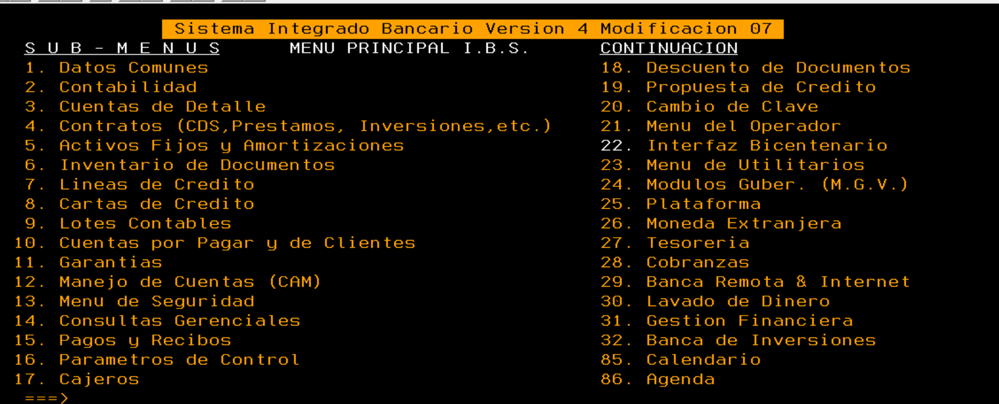 Sistema Integrado Bancario Version 4 Modificacion 07
S U B - M E N U S MENU PRINCIPAL I.B.S. CONTINUACION
1. Datos Comunes 18. Descuento de Documentos
2. Contabilidad 19. Propuesta de Credito
3. Cuentas de Detalle 20. Cambio de Clave
4. Contratos (CDS,Prestamos, Inversiones,etc.) 21. Menu del Operador
5. Activos Fijos y Amortizaciones 22. Interfaz Bicentenario
6. Inventario de Documentos 23. Menu de Utilitarios
7. Lineas de Credito 24. Modulos Guber. (M.G.V.)
8. Cartas de Credito 25. Plataforma
9. Lotes Contables 26. Moneda Extranjera
10. Cuentas por Pagar y de Clientes 27. Tesoreria
11. Garantias 28. Cobranzas
12. Manejo de Cuentas (CAM) 29. Banca Remota & Internet
13. Menu de Seguridad 30. Lavado de Dinero
14. Consultas Gerenciales 31. Gestion Financiera
15. Pagos y Recibos 32. Banca de Inversiones
16. Parametros de Control 85. Calendario
17. Cajeros 86. Agenda
===>